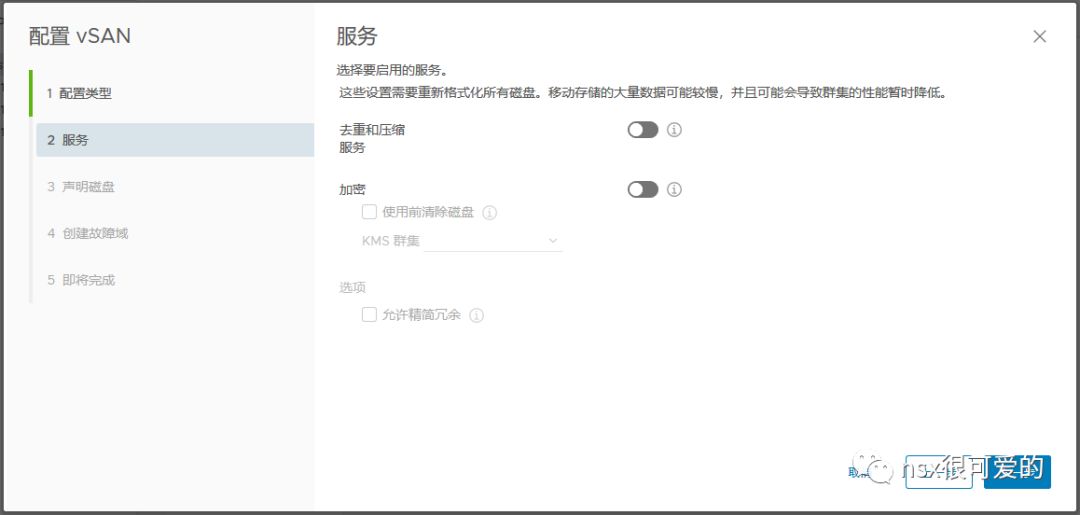 配置 vSAN
1 配置类型
2 服务
3 声明磁盘
4 创建故障域
5 即将完成
服务
选择要启用的服务。
这些设置需要重新格式化所有磁盘。移动存储的大量数据可能较慢，并且可能会导致群集的性能暂时降低。
去重和压缩
服务
加密
使用前清除磁盘
KMS 群集
选项
允许精简冗余
nsx很可爱的